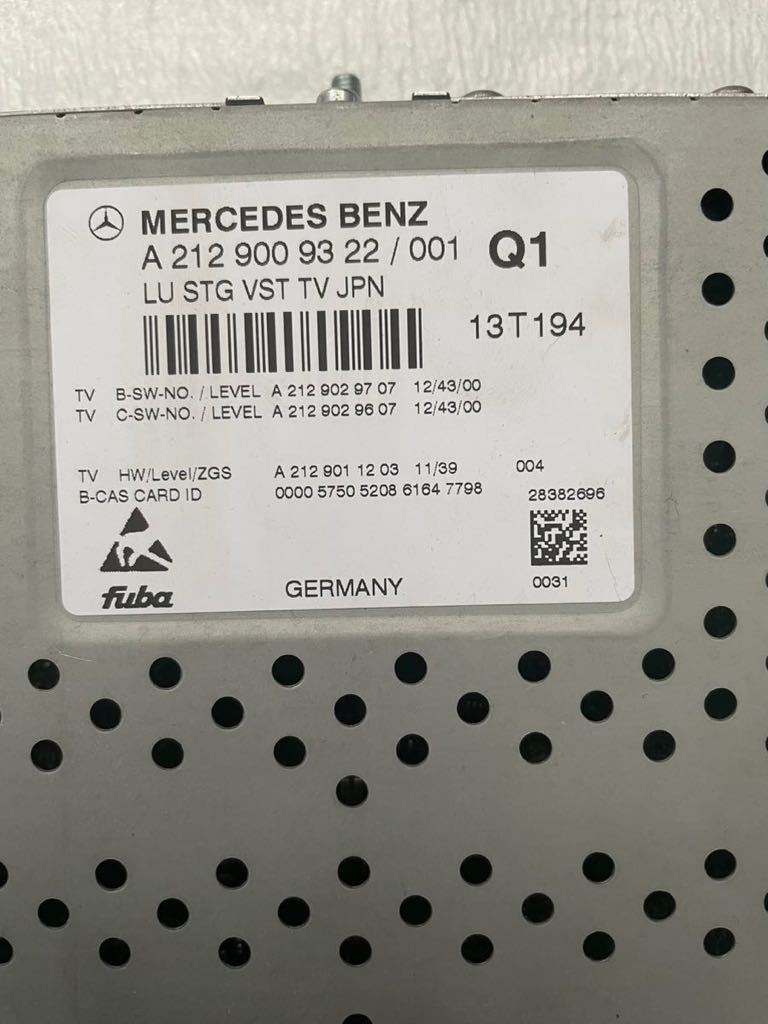 MERCEDES BENZ
A 212 900 93 22 / 001 Q1
LU STG VST TV JPN
13T194
TV B-SW-NO. / LEVEL A 212 902 97 07 12/43/00
TV C-SW-NO. / LEVEL A 212 902 96 07 12/43/00
TV HW/Level/ZGS A 212 901 12 03 11/39 004
B-CAS CARD ID 0000 5750 5208 6164 7798 28382696
fuba GERMANY 0031